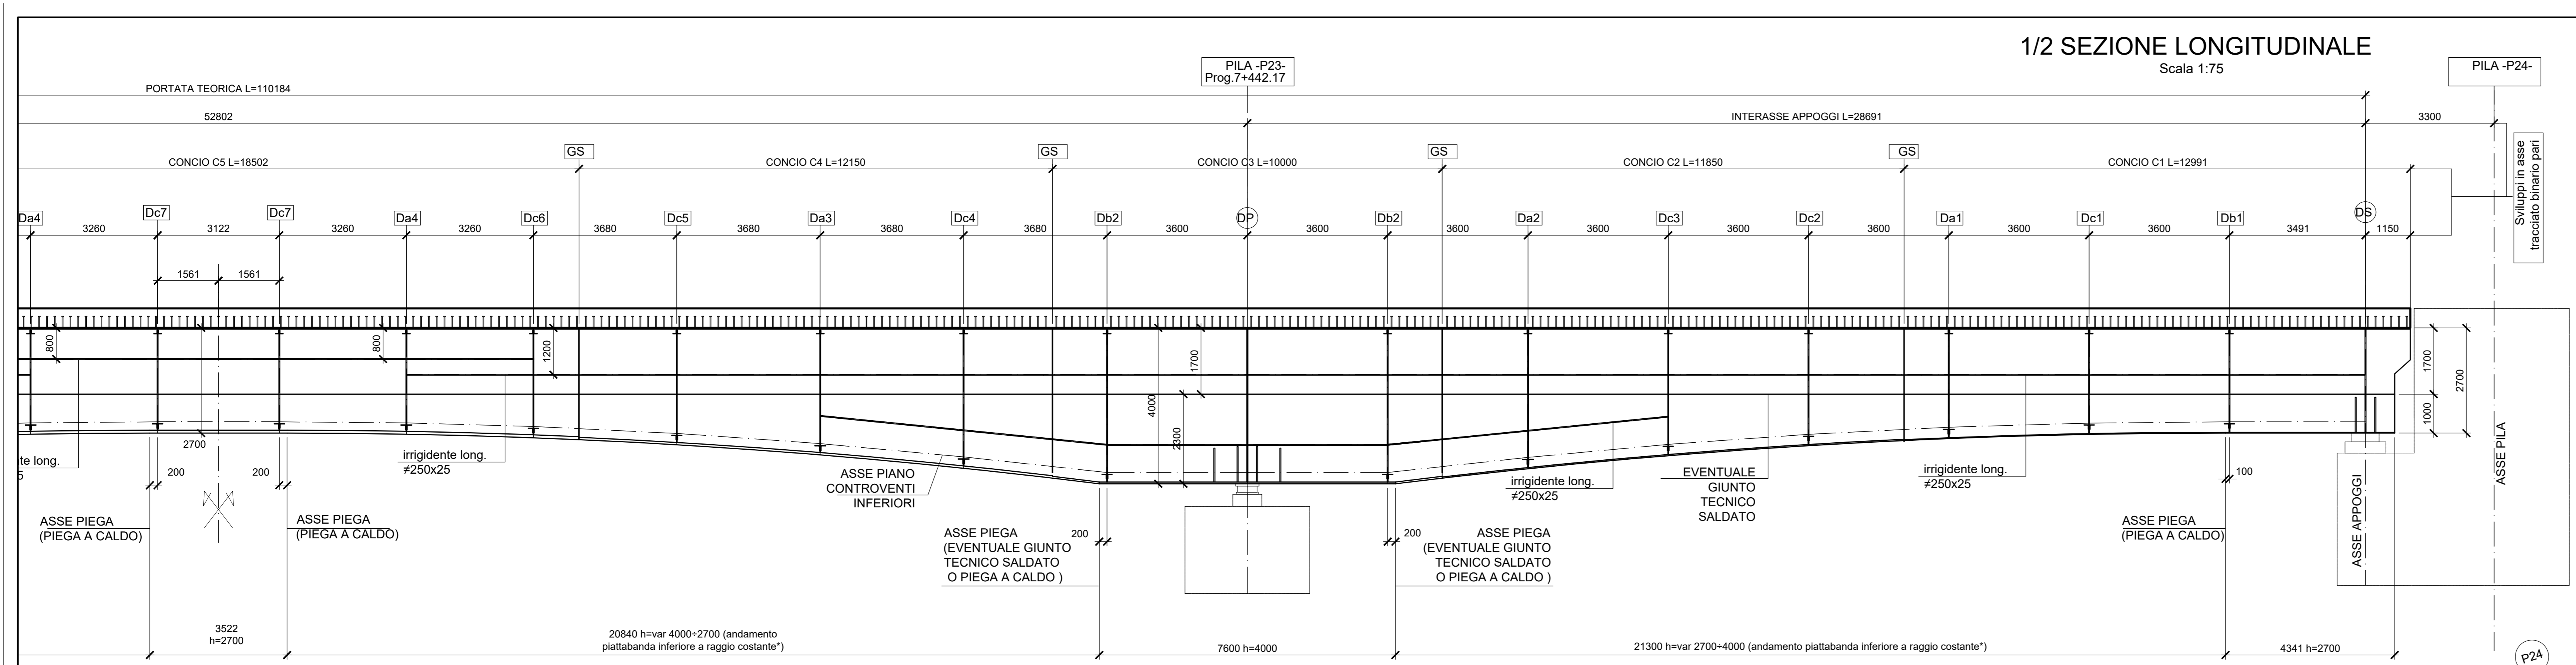 1/2 SEZIONE LONGITUDINALE
Scala 1:75
PILA -P23-
Prog.7+442.17
PILA -P24-
PORTATA TEORICA L=110184
52802
INTERASSE APPOGGI L=28691
3300
CONCIO C5 L=18502
GS
CONCIO C4 L=12150
GS
CONCIO C3 L=10000
GS
CONCIO C2 L=11850
GS
CONCIO C1 L=12991
Sviluppi in asse
tracciato binario pari
Da4
Dc7
Dc7
Da4
Dc6
Dc5
Da3
Dc4
Db2
DP
Db2
Da2
Dc3
Dc2
Da1
Dc1
Db1
DS
3260
3122
3260
3260
3680
3680
3680
3680
3600
3600
3600
3600
3600
3600
3600
3600
3491
1150
1561
1561
800
800
1200
1700
4000
2300
1700
1000
2700
2700
200
200
te long.
5
irrigidente long.
≠250x25
ASSE PIANO
CONTROVENTI
INFERIORI
irrigidente long.
≠250x25
EVENTUALE
GIUNTO
TECNICO
SALDATO
irrigidente long.
≠250x25
100
ASSE APPOGGI
ASSE PILA
ASSE PIEGA
(PIEGA A CALDO)
ASSE PIEGA
(PIEGA A CALDO)
ASSE PIEGA
(EVENTUALE GIUNTO
TECNICO SALDATO
O PIEGA A CALDO )
200
200
ASSE PIEGA
(EVENTUALE GIUNTO
TECNICO SALDATO
O PIEGA A CALDO )
ASSE PIEGA
(PIEGA A CALDO)
3522
h=2700
20840 h=var 4000÷2700 (andamento
piattabanda inferiore a raggio costante*)
7600 h=4000
21300 h=var 2700÷4000 (andamento piattabanda inferiore a raggio costante*)
4341 h=2700
P24